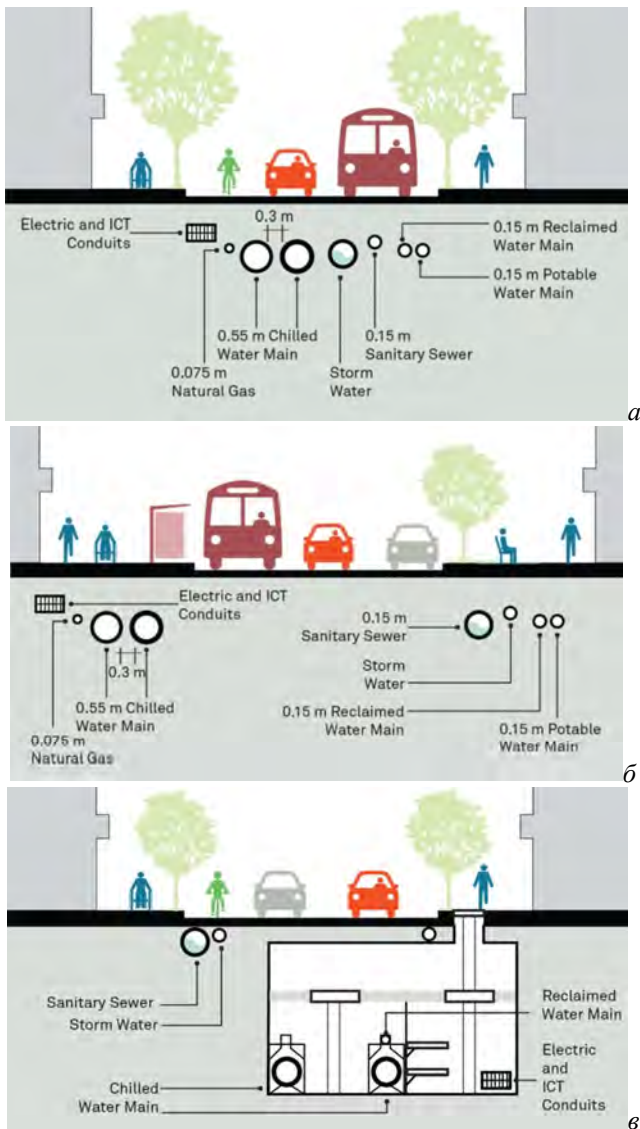 Electric and ICT
Conduits
0.3 m
0.15 m Reclaimed
Water Main
0.15 m Potable
Water Main
0.55 m Chilled
Water Main
0.15 m
Sanitary Sewer
0.075 m
Natural Gas
Storm
Water
а
Electric and ICT
Conduits
0.15 m
Sanitary Sewer
0.3 m
Storm
Water
0.55 m Chilled
Water Main
0.15 m Reclaimed
Water Main
0.15 m Potable
Water Main
0.075 m
Natural Gas
б
Sanitary Sewer
Storm Water
Reclaimed
Water Main
Electric
and
ICT
Conduits
Chilled
Water Main
в